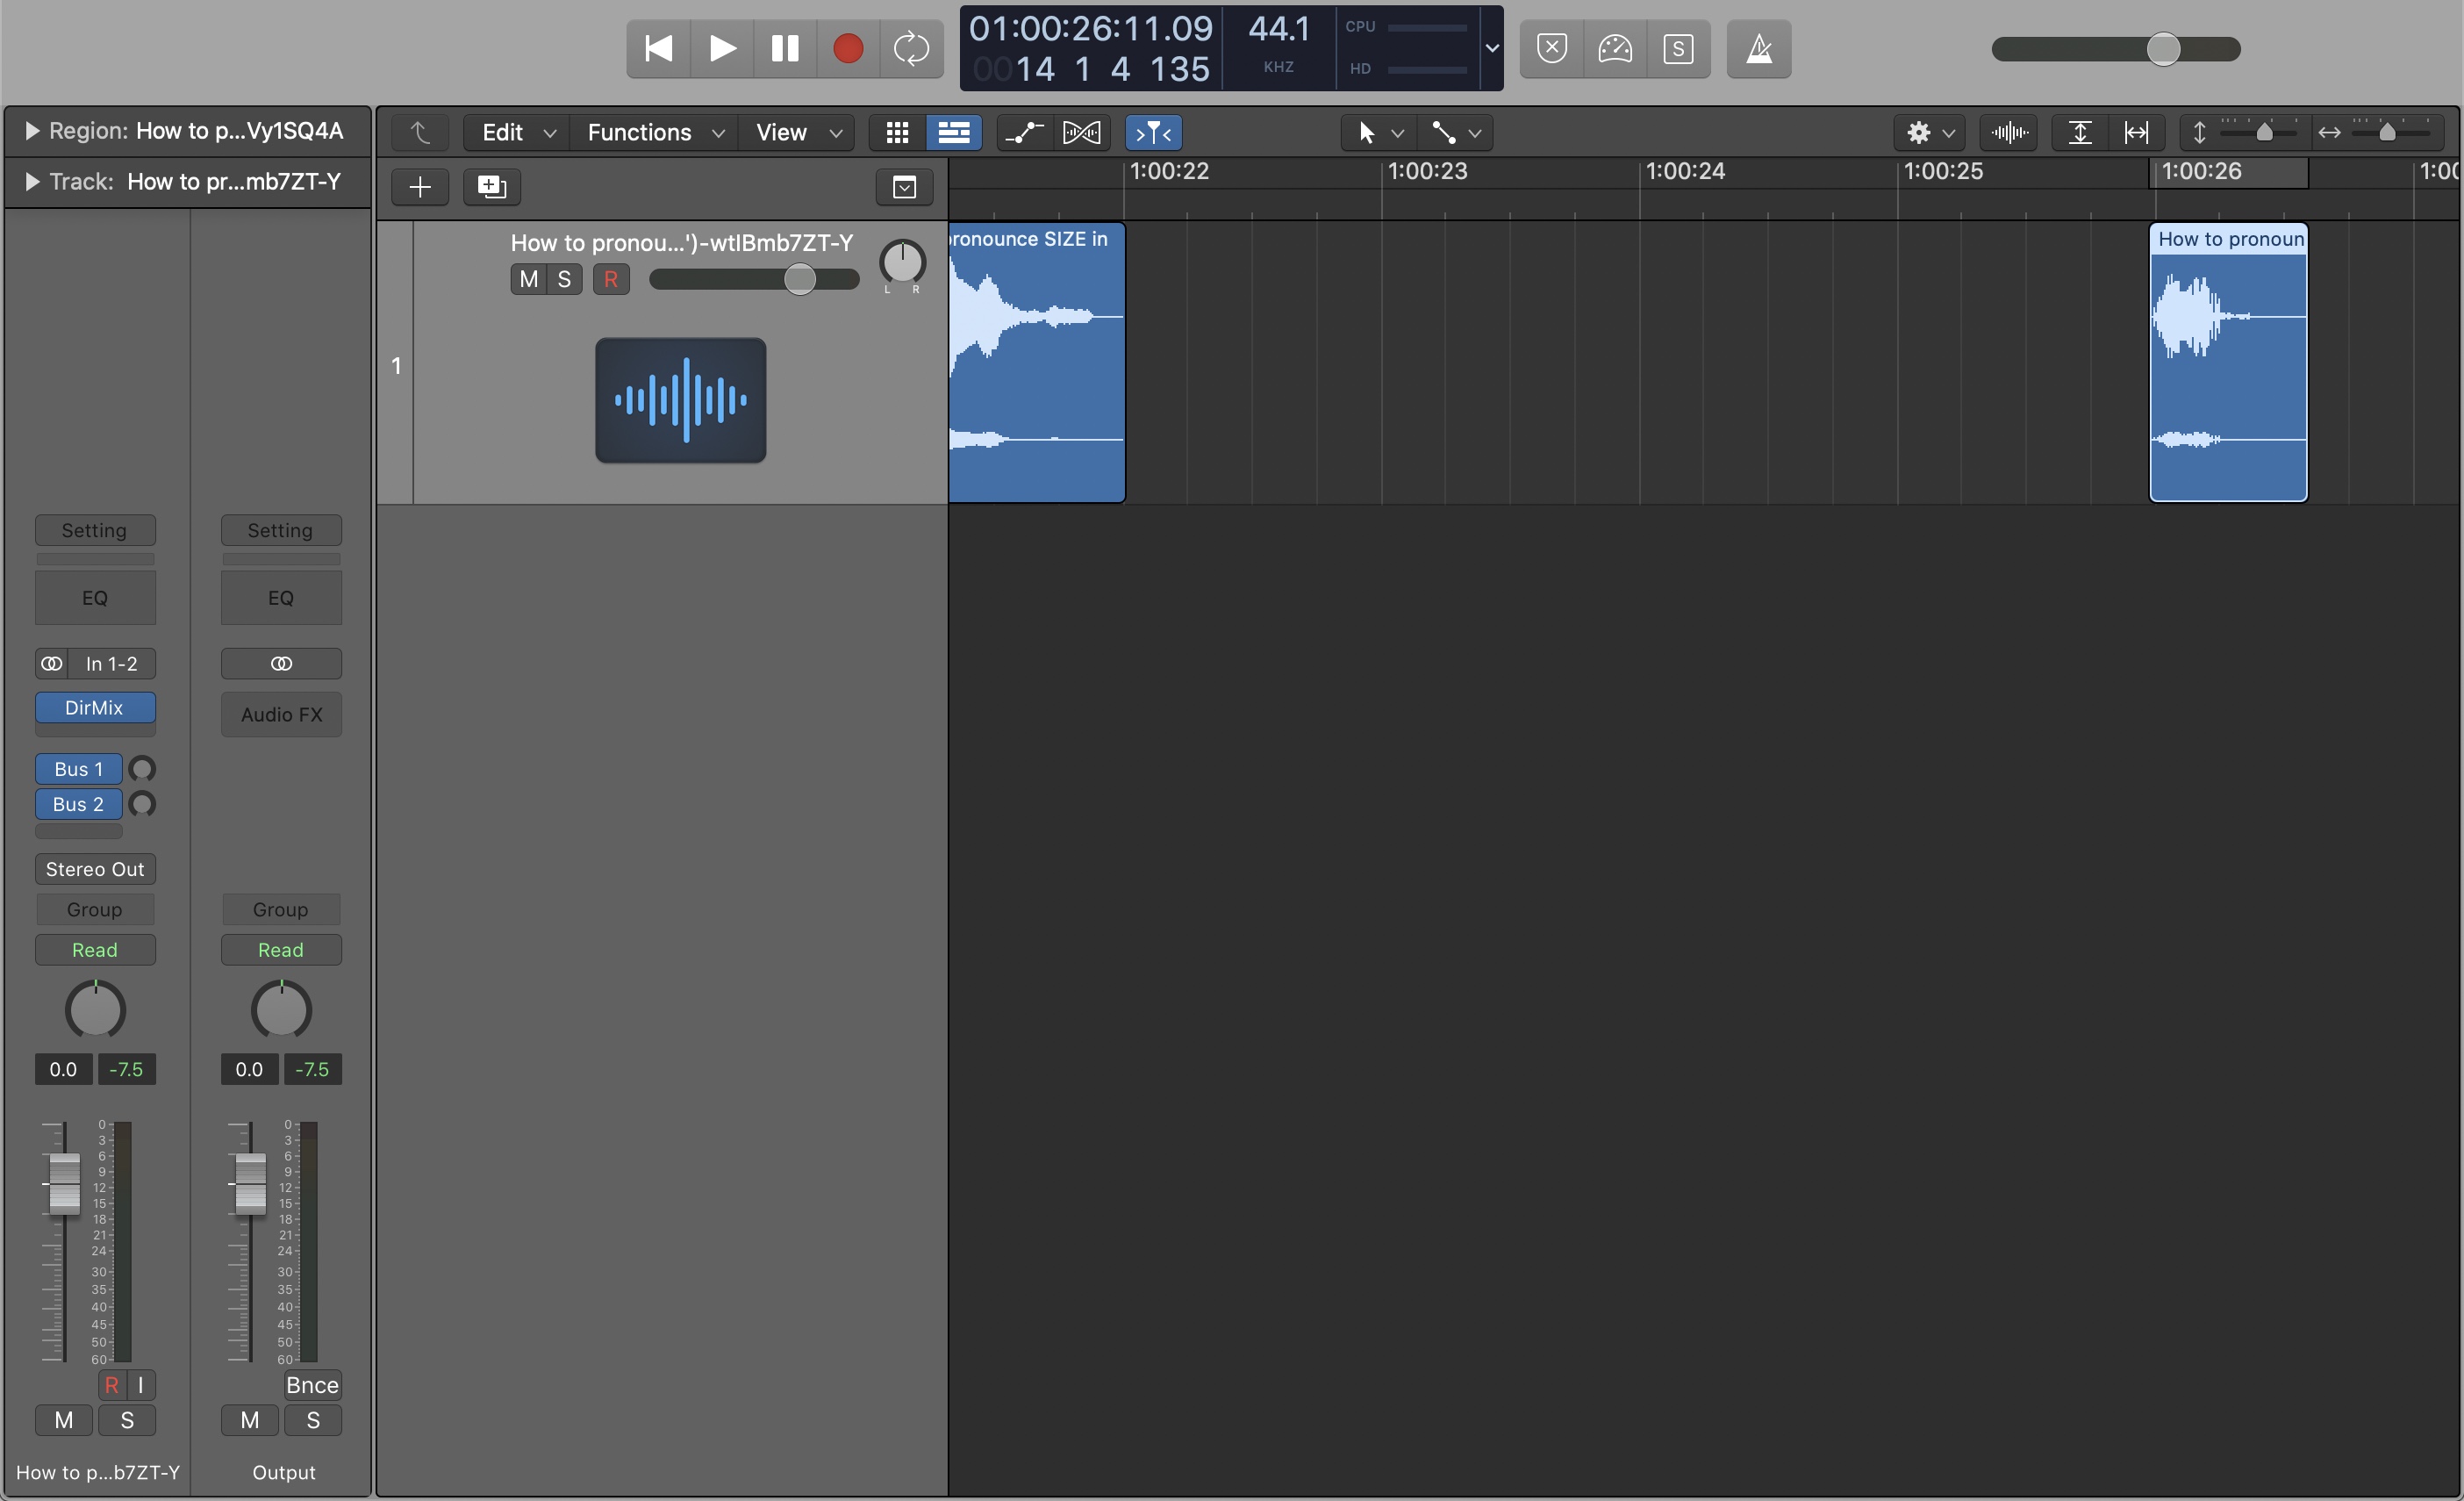 01:00:26:11.09
0014 1 4 135
44.1
KHZ
CPU
HD
S
Region: How to p...Vy1SQ4A
Track: How to pr...mb7ZT-Y
Edit
Functions
View
1:00:22
1:00:23
1:00:24
1:00:25
1:00:26
1:00
1
How to pronou...')-wtIBmb7ZT-Y
M
S
R
L R
ronounce SIZE in
How to pronoun
Setting
Setting
EQ
EQ
In 1-2
DirMix
Audio FX
Bus 1
Bus 2
Stereo Out
Group
Group
Read
Read
0.0
-7.5
0.0
-7.5
0
3
6
9
12
15
18
21
24
30
35
40
45
50
60
0
3
6
9
12
15
18
21
24
30
35
40
45
50
60
R
I
Bnce
M
S
M
S
How to p...b7ZT-Y
Output